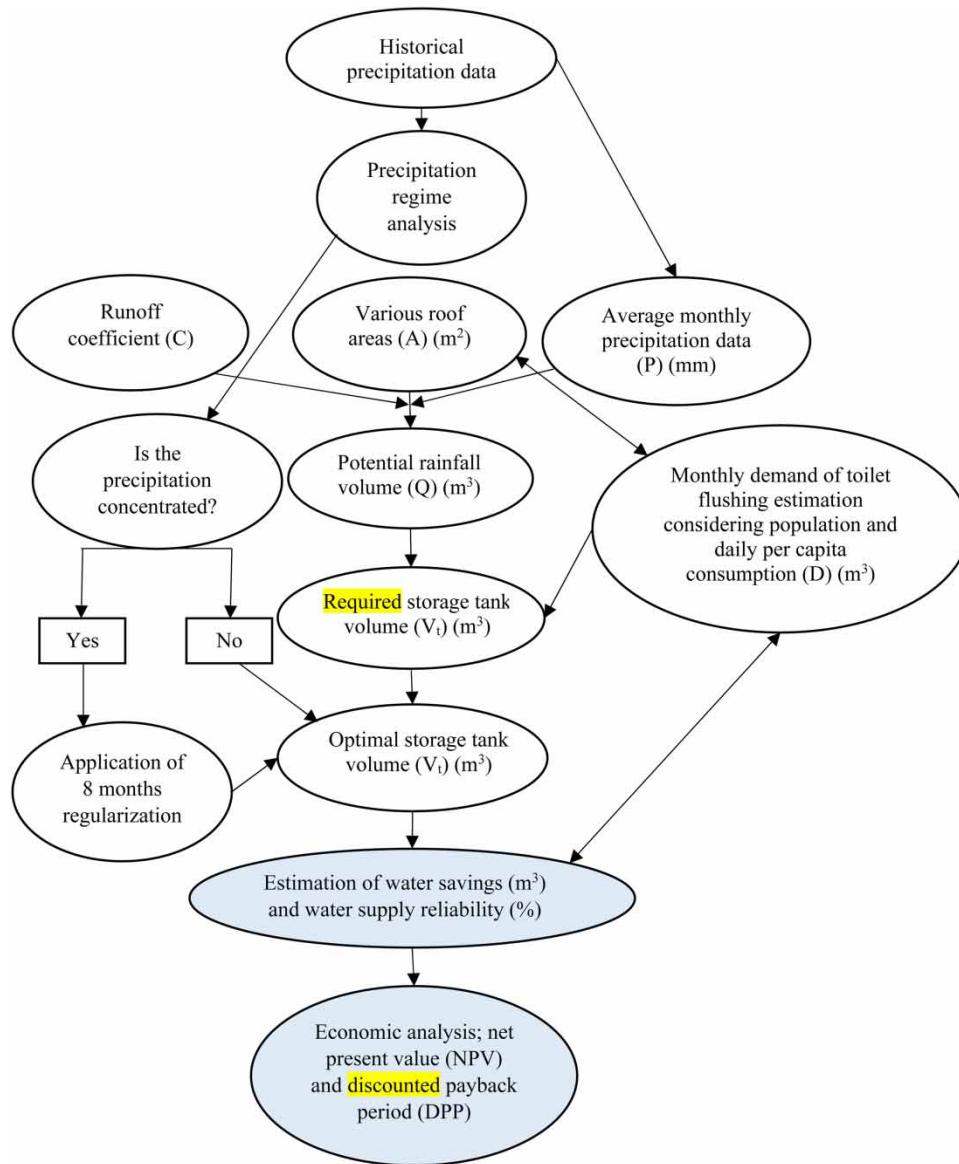 Historical
precipitation data
Precipitation
regime
analysis
Runoff
coefficient (C)
Various roof
areas (A) (m²)
Average monthly
precipitation data
(P) (mm)
Is the
precipitation
concentrated?
Potential rainfall
volume (Q) (m³)
Monthly demand of toilet
flushing estimation
considering population and
daily per capita
consumption (D) (m³)
Required storage tank
volume (Vₜ) (m³)
Yes
No
Application of
8 months
regularization
Optimal storage tank
volume (Vₜ) (m³)
Estimation of water savings (m³)
and water supply reliability (%)
Economic analysis; net
present value (NPV)
and discounted payback
period (DPP)